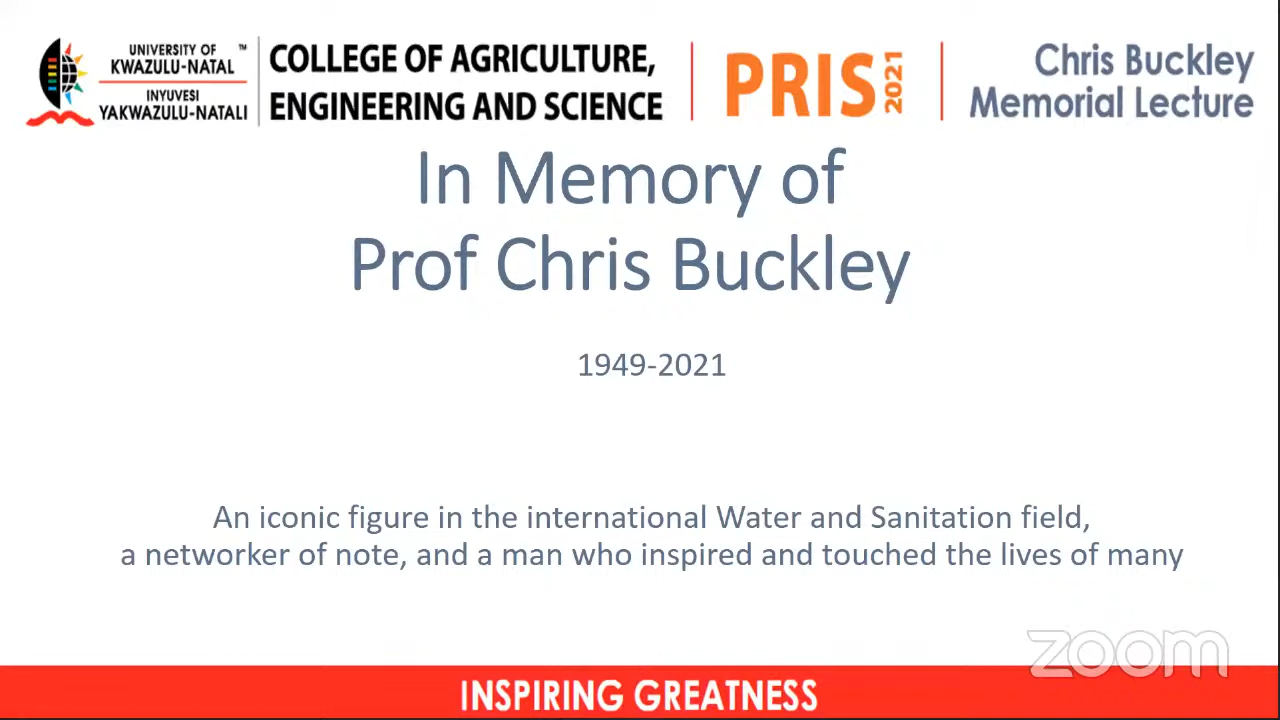 UNIVERSITY OF
KWAZULU-NATAL
™
INYUVESI
YAKWAZULU-NATALI
COLLEGE OF AGRICULTURE,
ENGINEERING AND SCIENCE
PRIS 2021
Chris Buckley
Memorial Lecture
In Memory of
Prof Chris Buckley
1949-2021
An iconic figure in the international Water and Sanitation field,
a networker of note, and a man who inspired and touched the lives of many
zoom
INSPIRING GREATNESS